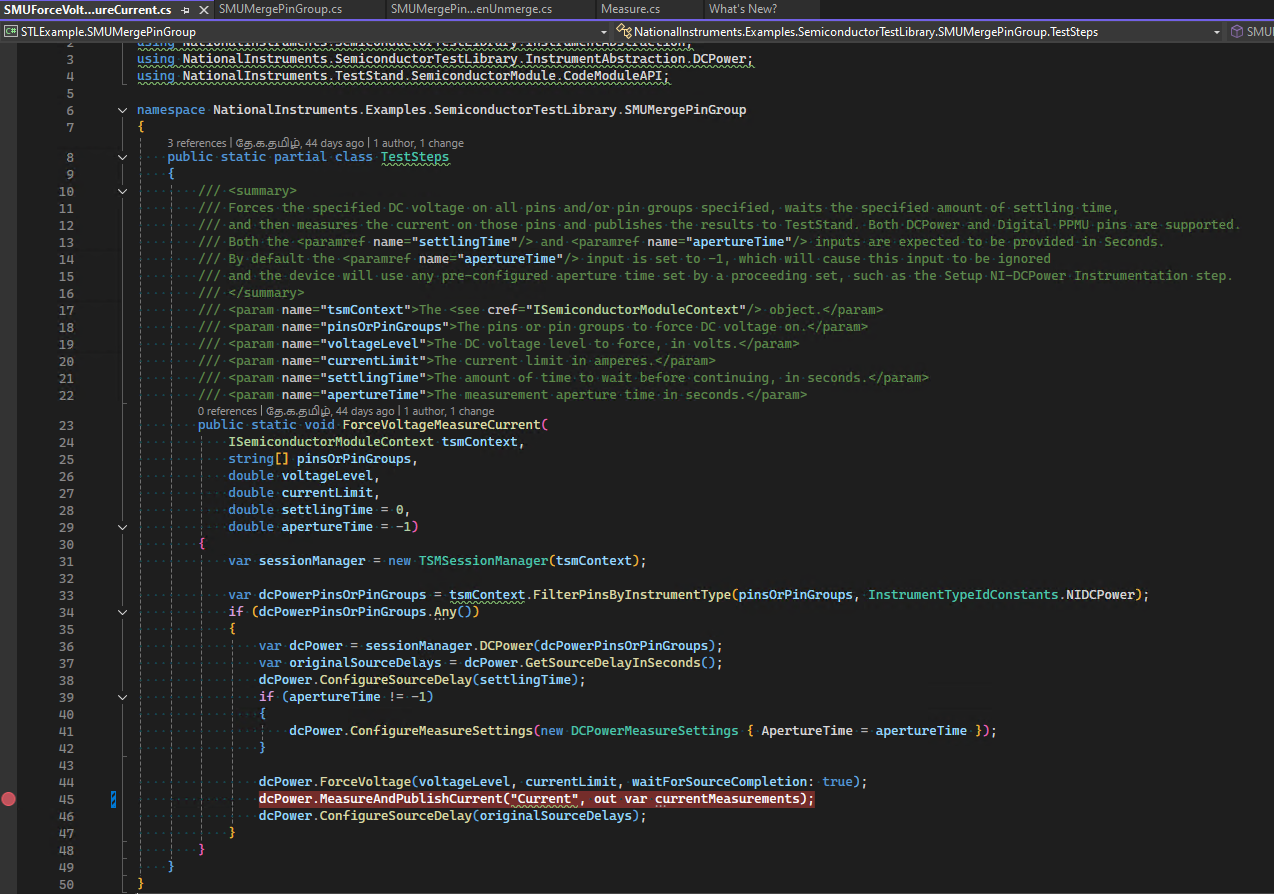 SMUForceVolt...ureCurrent.cs
SMUMergePinGroup.cs
SMUMergePin...enUnmerge.cs
Measure.cs
What's New?
C# STLExample.SMUMergePinGroup
NationalInstruments.Examples.SemiconductorTestLibrary.SMUMergePinGroup.TestSteps
SMU
2 using NationalInstruments.SemiconductorTestLibrary.InstrumentAbstraction;
3 using NationalInstruments.SemiconductorTestLibrary.InstrumentAbstraction.DCPower;
4 using NationalInstruments.TestStand.SemiconductorModule.CodeModuleAPI;
5
6 namespace NationalInstruments.Examples.SemiconductorTestLibrary.SMUMergePinGroup
7 {
3 references | தே.க.தமிழ், 44 days ago | 1 author, 1 change
8 public static partial class TestSteps
9 {
10 /// <summary>
11 /// Forces the specified DC voltage on all pins and/or pin groups specified, waits the specified amount of settling time,
12 /// and then measures the current on those pins and publishes the results to TestStand. Both DCPower and Digital PPMU pins are supported.
13 /// Both the <paramref name="settlingTime"/> and <paramref name="apertureTime"/> inputs are expected to be provided in Seconds.
14 /// By default the <paramref name="apertureTime"/> input is set to -1, which will cause this input to be ignored
15 /// and the device will use any pre-configured aperture time set by a proceeding set, such as the Setup NI-DCPower Instrumentation step.
16 /// </summary>
17 /// <param name="tsmContext">The <see cref="ISemiconductorModuleContext"/> object.</param>
18 /// <param name="pinsOrPinGroups">The pins or pin groups to force DC voltage on.</param>
19 /// <param name="voltageLevel">The DC voltage level to force, in volts.</param>
20 /// <param name="currentLimit">The current limit in amperes.</param>
21 /// <param name="settlingTime">The amount of time to wait before continuing, in seconds.</param>
22 /// <param name="apertureTime">The measurement aperture time in seconds.</param>
0 references | தே.க.தமிழ், 44 days ago | 1 author, 1 change
23 public static void ForceVoltageMeasureCurrent(
24 ISemiconductorModuleContext tsmContext,
25 string[] pinsOrPinGroups,
26 double voltageLevel,
27 double currentLimit,
28 double settlingTime = 0,
29 double apertureTime = -1)
30 {
31 var sessionManager = new TSMSessionManager(tsmContext);
32
33 var dcPowerPinsOrPinGroups = tsmContext.FilterPinsByInstrumentType(pinsOrPinGroups, InstrumentTypeIdConstants.NIDCPower);
34 if (dcPowerPinsOrPinGroups.Any())
35 {
36 var dcPower = sessionManager.DCPower(dcPowerPinsOrPinGroups);
37 var originalSourceDelays = dcPower.GetSourceDelayInSeconds();
38 dcPower.ConfigureSourceDelay(settlingTime);
39 if (apertureTime != -1)
40 {
41 dcPower.ConfigureMeasureSettings(new DCPowerMeasureSettings { ApertureTime = apertureTime });
42 }
43
44 dcPower.ForceVoltage(voltageLevel, currentLimit, waitForSourceCompletion: true);
45 dcPower.MeasureAndPublishCurrent("Current", out var currentMeasurements);
46 dcPower.ConfigureSourceDelay(originalSourceDelays);
47 }
48 }
49 }
50 }